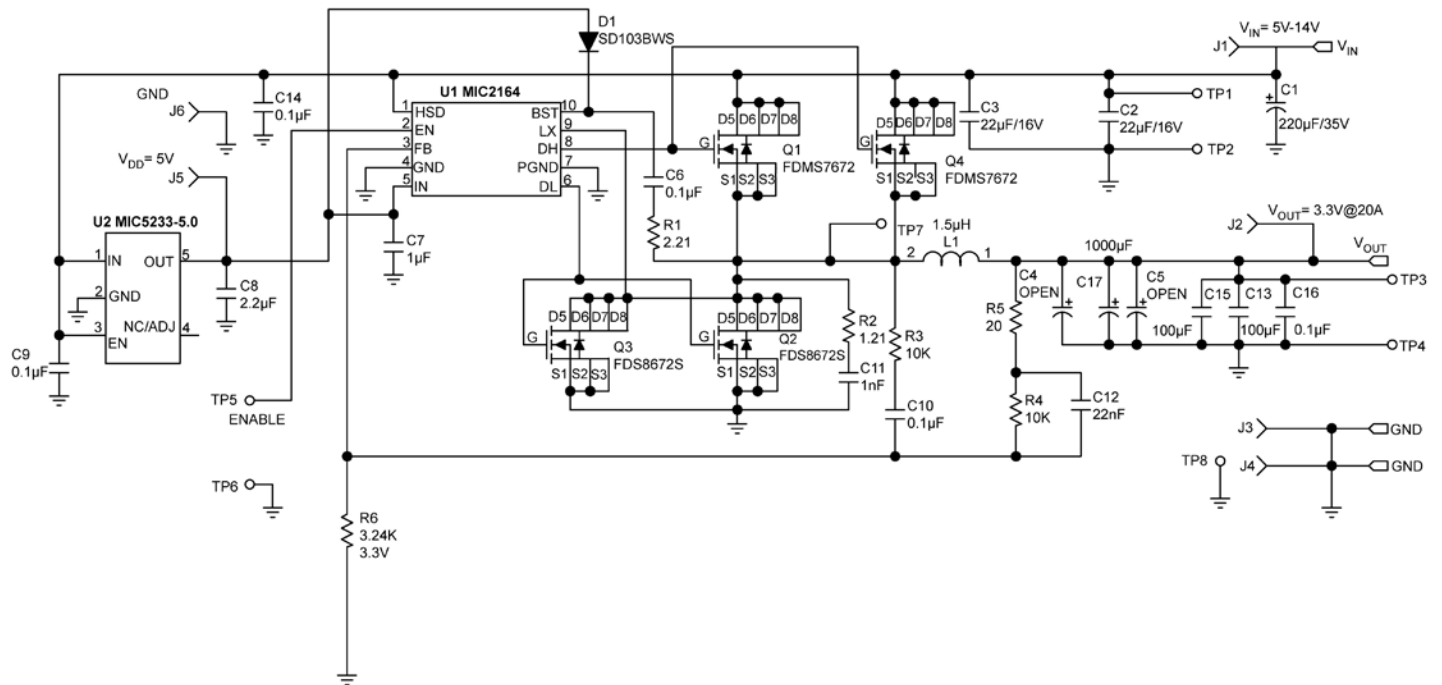 D1
SD103BWS
V_IN= 5V-14V
J1
V_IN
GND
J6
C14
0.1µF
U1 MIC2164
1
HSD
2
EN
3
FB
4
GND
5
IN
BST
10
LX
9
DH
8
PGND
7
DL
6
D5 D6 D7 D8
G
S1 S2 S3
Q1
FDMS7672
D5 D6 D7 D8
G
S1 S2 S3
Q4
FDMS7672
C3
22µF/16V
C2
22µF/16V
TP1
TP2
C1
220µF/35V
V_DD= 5V
J5
C6
0.1µF
R1
2.21
C7
1µF
U2 MIC5233-5.0
1
IN
2
GND
3
EN
OUT
5
NC/ADJ
4
C8
2.2µF
C9
0.1µF
TP7
1.5µH
2
L1
1
J2
V_OUT= 3.3V@20A
V_OUT
1000µF
C4
OPEN
C17
C5
OPEN
C15
100µF
C13
100µF
C16
0.1µF
TP3
TP4
D5 D6 D7 D8
G
S1 S2 S3
Q3
FDS8672S
D5 D6 D7 D8
G
S1 S2 S3
Q2
FDS8672S
R2
1.21
C11
1nF
R3
10K
C10
0.1µF
R5
20
R4
10K
C12
22nF
TP5
ENABLE
TP6
R6
3.24K
3.3V
J3
GND
J4
GND
TP8